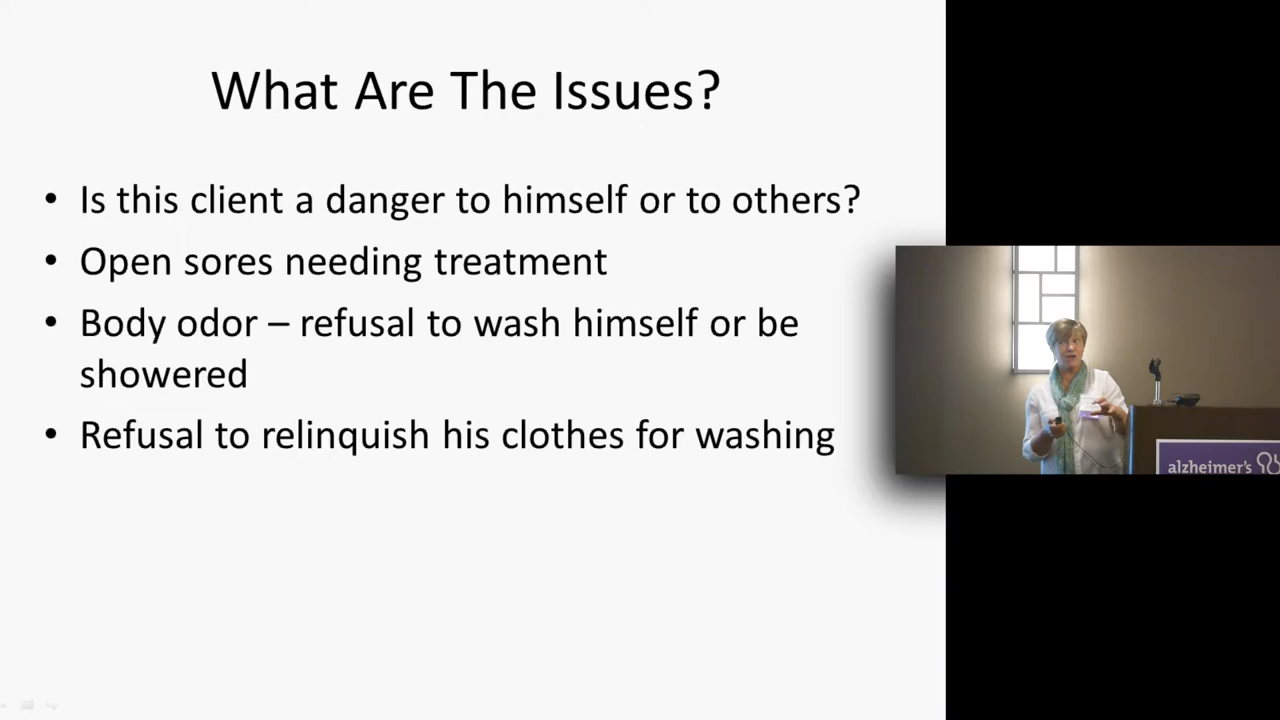 What Are The Issues?
• Is this client a danger to himself or to others?
• Open sores needing treatment
• Body odor – refusal to wash himself or be
showered
• Refusal to relinquish his clothes for washing
alzheimer's